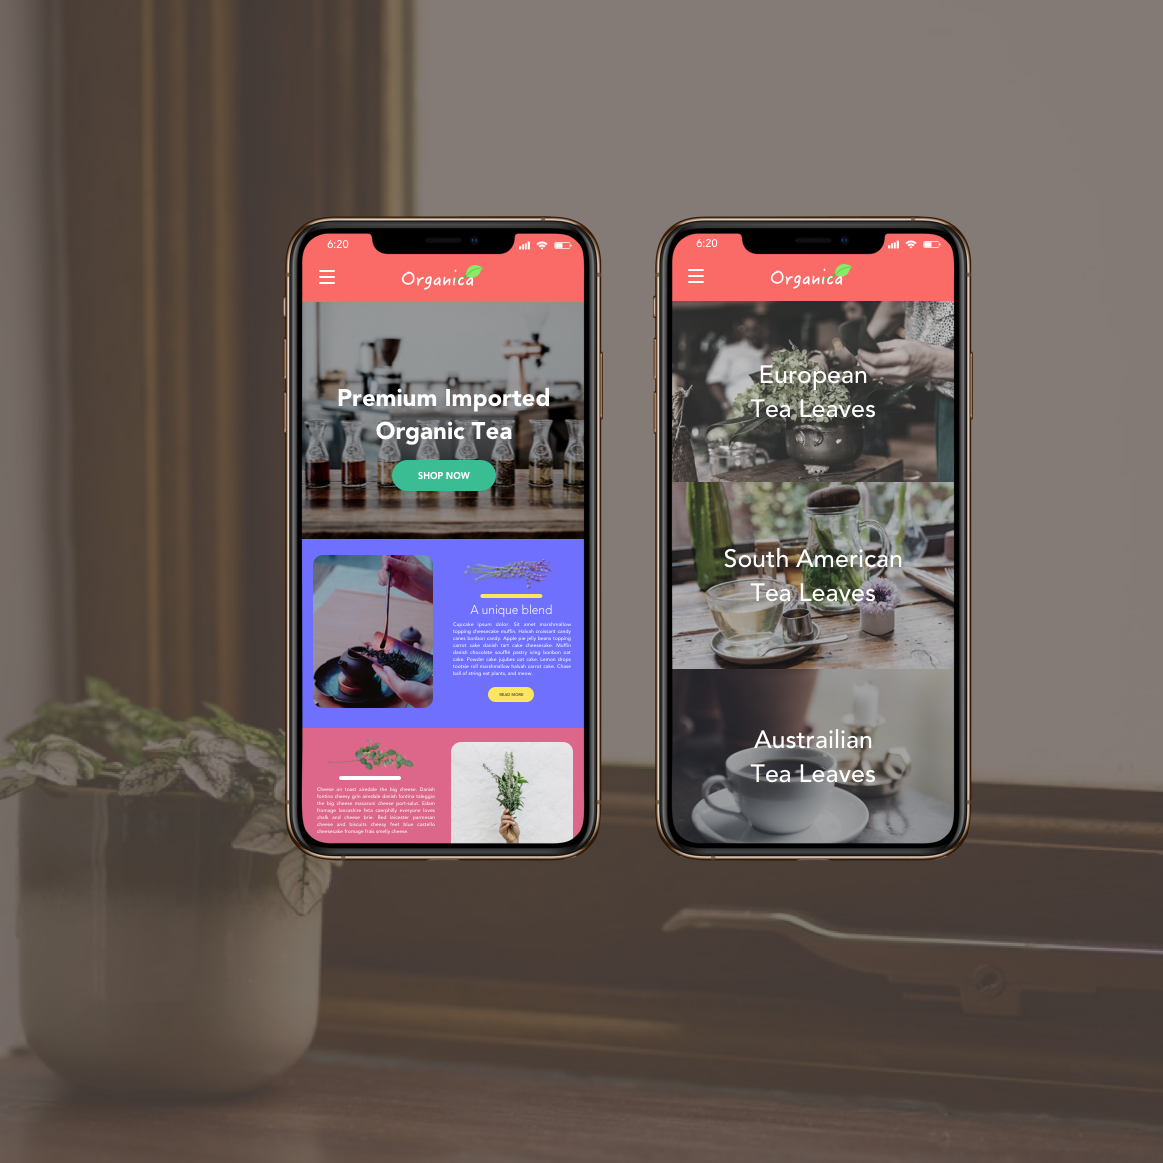 6:20
Organica
Premium Imported
Organic Tea
SHOP NOW
A unique blend
Cupcake ipsum dolor. Sit amet marshmallow
topping cheesecake muffin. Halvah croissant candy
canes bonbon candy. Apple pie jelly beans topping
carrot cake danish tart cake cheesecake. Muffin
danish chocolate soufflé pastry icing bonbon oat
cake. Powder cake jujubes oat cake. Lemon drops
tootsie roll marshmallow halvah carrot cake. Chase
ball of string eat plants, and meow.
READ MORE
Cheese on toast airedale the big cheese. Danish
fontina cheesy grin airedale danish fontina taleggio
the big cheese macaroni cheese port-salut. Edam
fromage lancashire feta caerphilly everyone loves
chalk and cheese brie. Red leicester parmesan
cheese and biscuits cheesy feet blue castello
cheesecake fromage frais smelly cheese.
6:20
Organica
European
Tea Leaves
South American
Tea Leaves
Austrailian
Tea Leaves